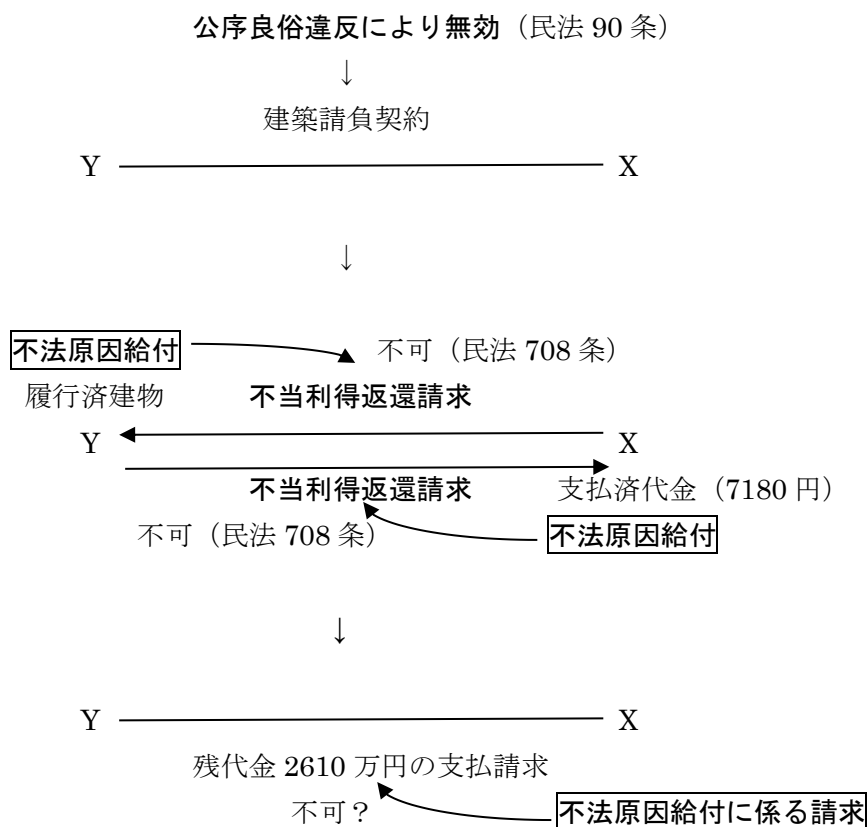 公序良俗違反により無効（民法 90 条）
↓
建築請負契約
Y X
↓
不法原因給付 不可（民法 708 条）
履行済建物 不当利得返還請求
Y X
不当利得返還請求 支払済代金（7180 円）
不可（民法 708 条） 不法原因給付
↓
Y X
残代金 2610 万円の支払請求
不可？ 不法原因給付に係る請求